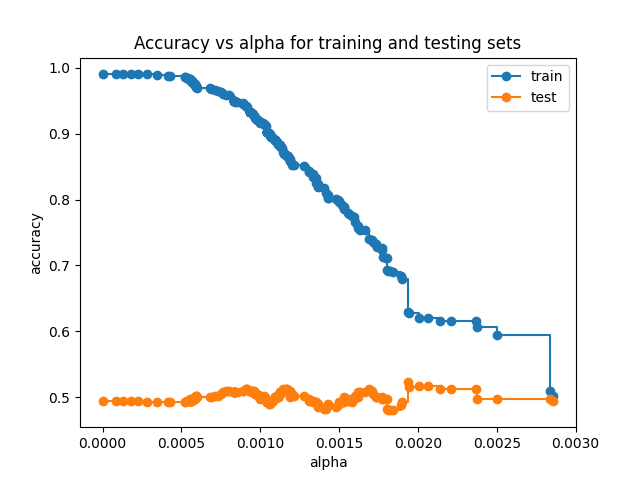 Accuracy vs alpha for training and testing sets
1.0
0.9
0.8
0.7
0.6
0.5
accuracy
train
test
0.0000 0.0005 0.0010 0.0015 0.0020 0.0025 0.0030
alpha